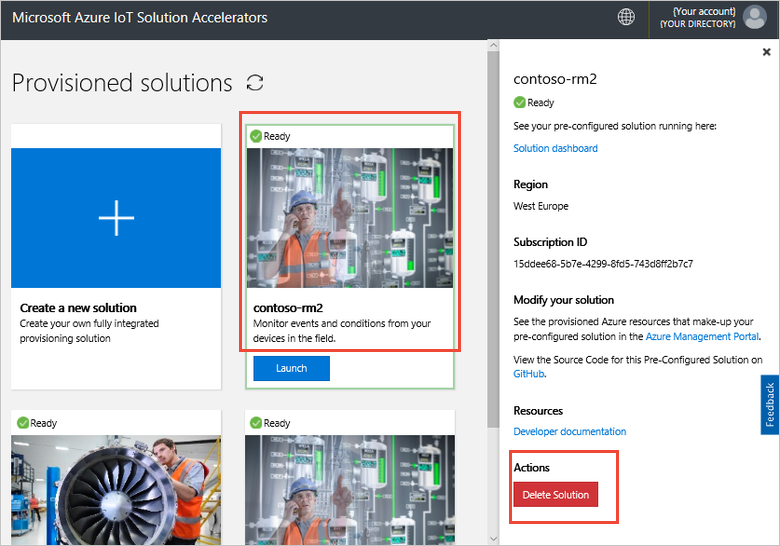 Microsoft Azure IoT Solution Accelerators
{Your account}
{YOUR DIRECTORY}
Provisioned solutions
Create a new solution
Create your own fully integrated
provisioning solution
Ready
contoso-rm2
Monitor events and conditions from your
devices in the field.
Launch
Ready
Ready
contoso-rm2
Ready
See your pre-configured solution running here:
Solution dashboard
Region
West Europe
Subscription ID
15ddee68-5b7e-4299-8fd5-743d8ff2b7c7
Modify your solution
See the provisioned Azure resources that make-up your
pre-configured solution in the Azure Management Portal.
View the Source Code for this Pre-Configured Solution on
GitHub.
Resources
Developer documentation
Actions
Delete Solution
Feedback